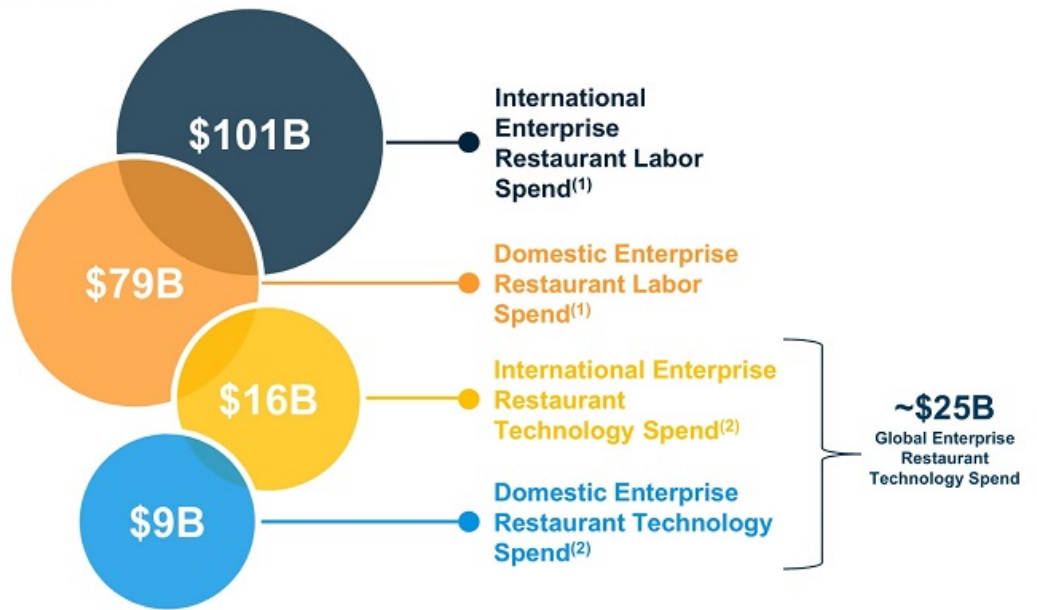 $101B
International
Enterprise
Restaurant Labor
Spend(1)
$79B
Domestic Enterprise
Restaurant Labor
Spend(1)
$16B
International Enterprise
Restaurant
Technology Spend(2)
$9B
Domestic Enterprise
Restaurant Technology
Spend(2)
~$25B
Global Enterprise
Restaurant
Technology Spend